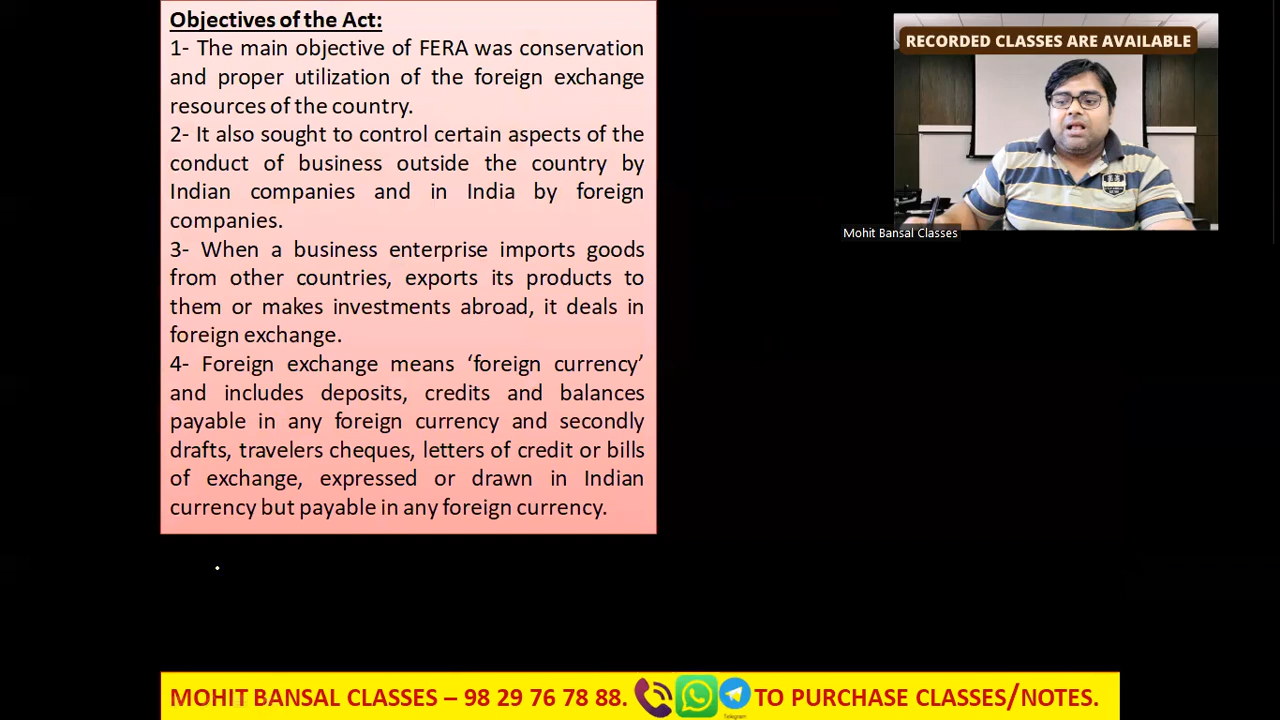 Objectives of the Act:
1- The main objective of FERA was conservation
and proper utilization of the foreign exchange
resources of the country.
2- It also sought to control certain aspects of the
conduct of business outside the country by
Indian companies and in India by foreign
companies.
3- When a business enterprise imports goods
from other countries, exports its products to
them or makes investments abroad, it deals in
foreign exchange.
4- Foreign exchange means ‘foreign currency’
and includes deposits, credits and balances
payable in any foreign currency and secondly
drafts, travelers cheques, letters of credit or bills
of exchange, expressed or drawn in Indian
currency but payable in any foreign currency.
RECORDED CLASSES ARE AVAILABLE
Mohit Bansal Classes
MOHIT BANSAL CLASSES – 98 29 76 78 88. TO PURCHASE CLASSES/NOTES.
Telegram